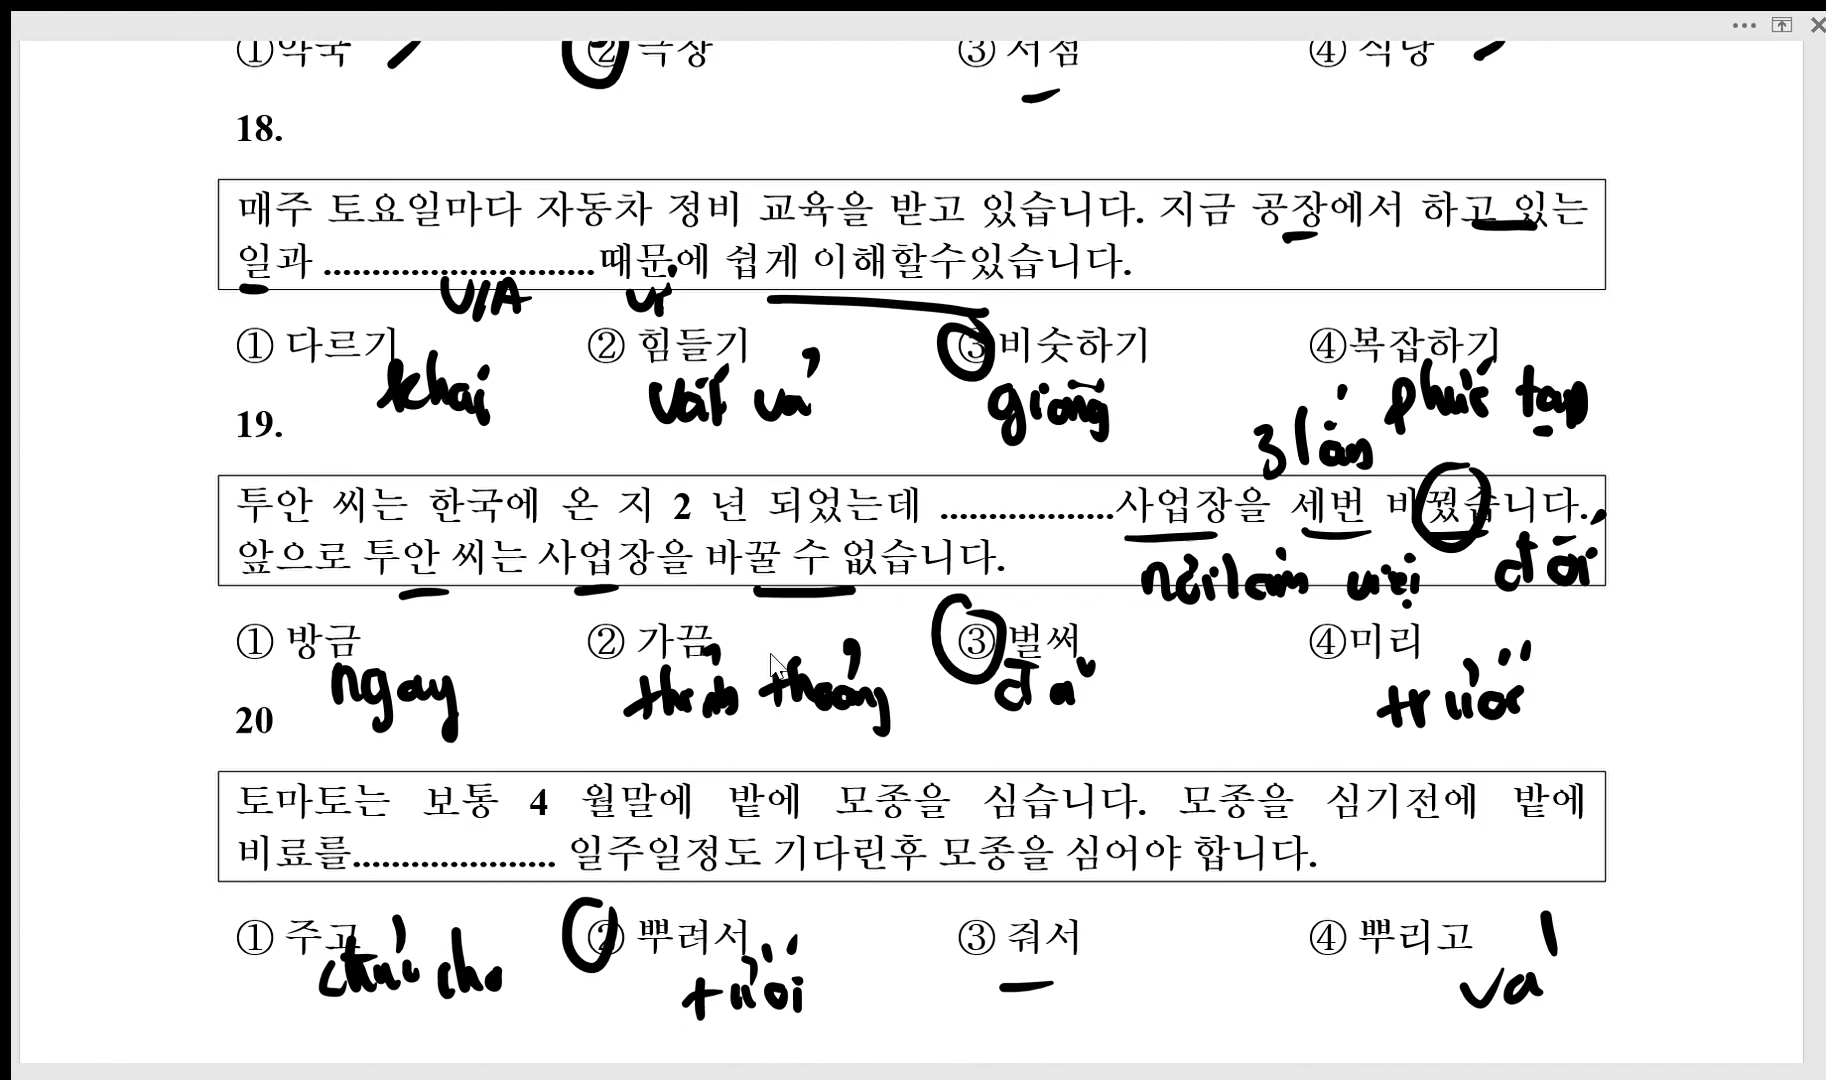 ①약국 ② 극장 ③ 서점 ④ 식당
18.
매주 토요일마다 자동차 정비 교육을 받고 있습니다. 지금 공장에서 하고 있는
일과 ............................때문에 쉽게 이해할수있습니다.
V/A vì
① 다르기 ② 힘들기 ③비슷하기 ④복잡하기
khai vất vả giống phức tạp
19.
3 lần
투안 씨는 한국에 온 지 2 년 되었는데 ..................사업장을 세번 바꿨습니다.
앞으로 투안 씨는 사업장을 바꿀 수 없습니다.
nơi làm việc đổi
① 방금 ② 가끔 ③ 벌써 ④미리
ngay thỉnh thoảng đã trước
20
토마토는 보통 4 월말에 밭에 모종을 심습니다. 모종을 심기전에 밭에
비료를..................... 일주일정도 기다린후 모종을 심어야 합니다.
① 주고 ② 뿌려서 ③ 줘서 ④ 뿌리고
cho tưới và